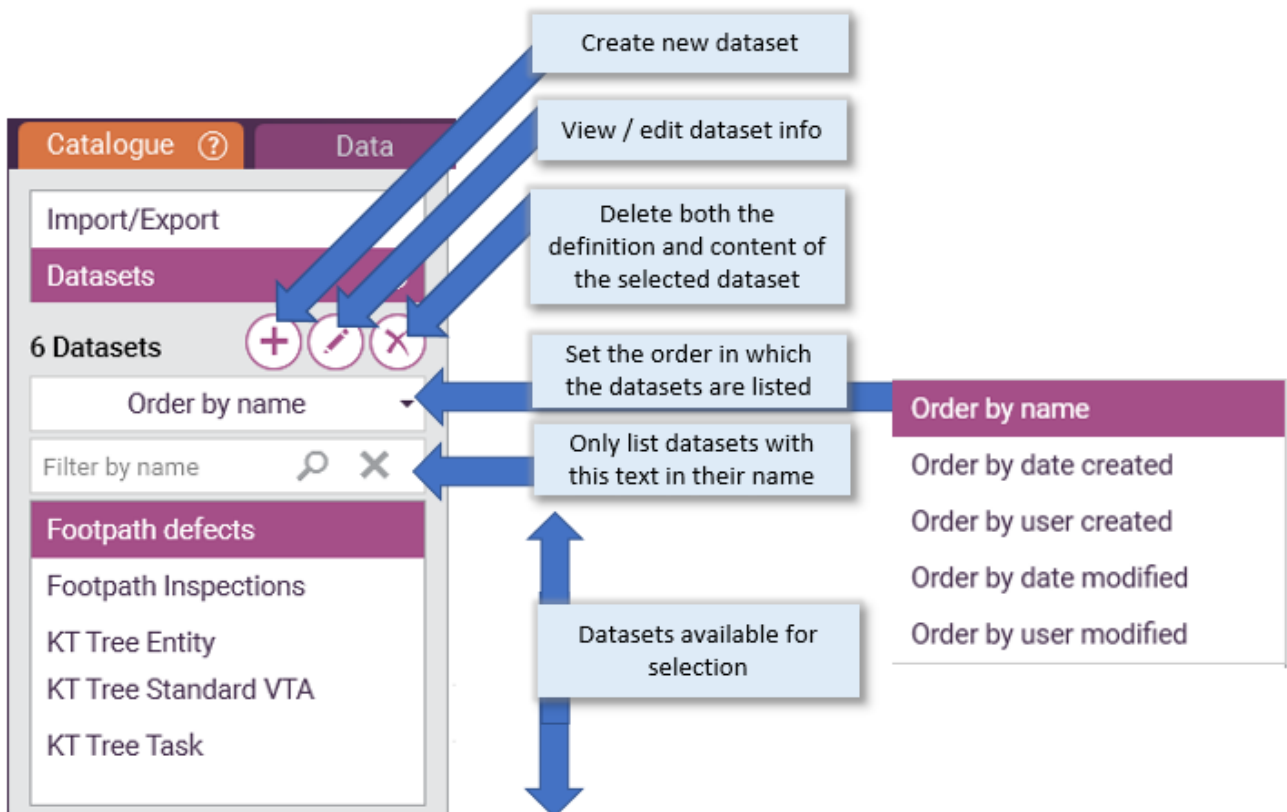 Create new dataset
View / edit dataset info
Delete both the
definition and content of
the selected dataset
Set the order in which
the datasets are listed
Only list datasets with
this text in their name
Datasets available for
selection
Catalogue ?
Data
Import/Export
Datasets
6 Datasets
Order by name
Filter by name
Footpath defects
Footpath Inspections
KT Tree Entity
KT Tree Standard VTA
KT Tree Task
Order by name
Order by date created
Order by user created
Order by date modified
Order by user modified